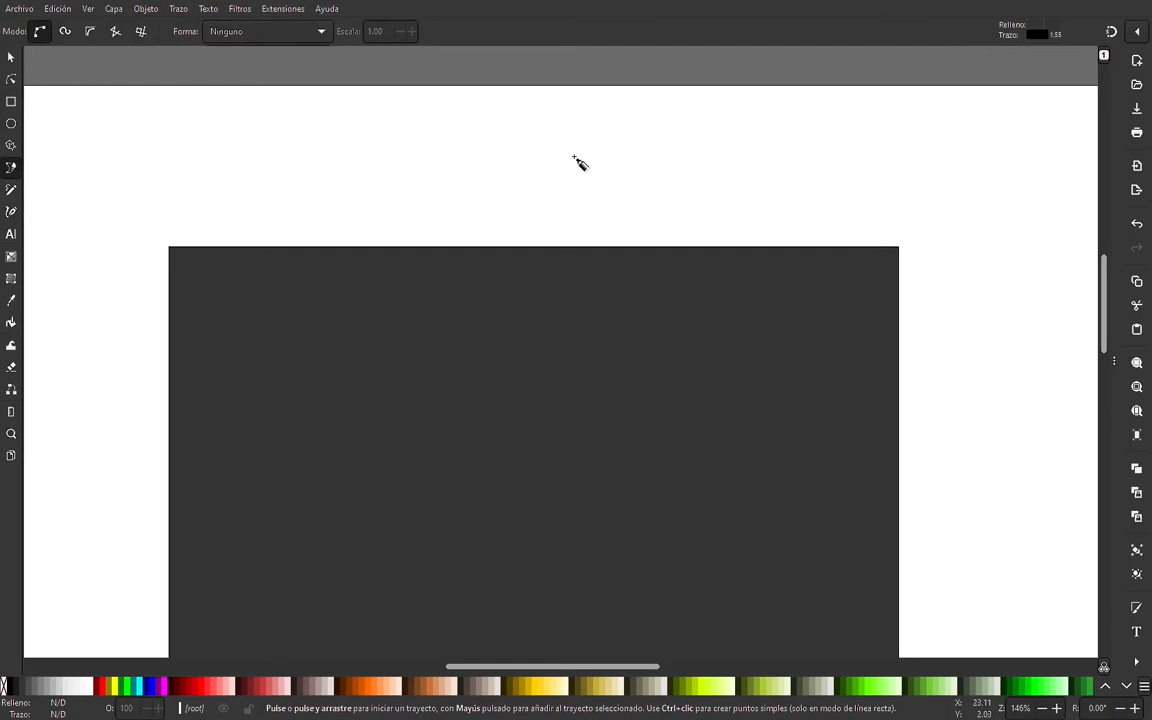 Archivo Edición Ver Capa Objeto Trazo Texto Filtros Extensiones Ayuda
Modo: Forma: Ninguno Escala: 1.00 Relleno:
Trazo: 1.55
1
Relleno: N/D O: 100 [root] Pulse o pulse y arrastre para iniciar un trayecto, con Mayús pulsado para añadir al trayecto seleccionado. Use Ctrl+clic para crear puntos simples (solo en modo de línea recta). X: 23.11 Z: 146% R: 0.00°
Trazo: N/D Y: 2.03